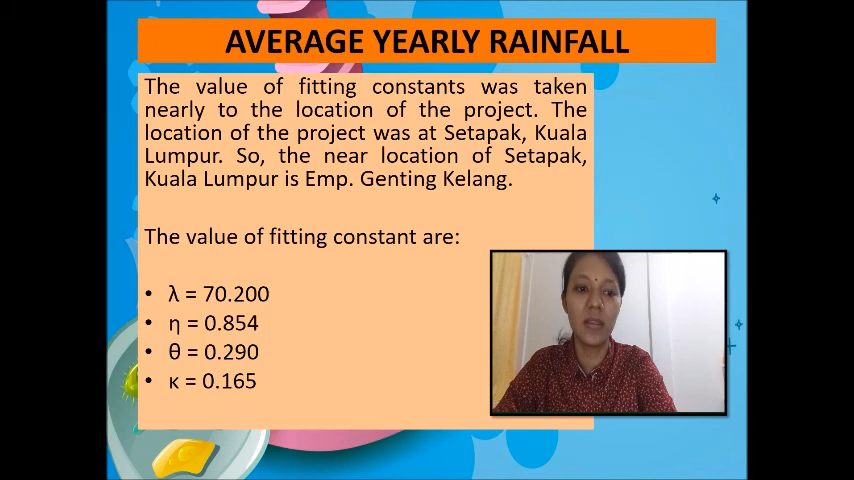 AVERAGE YEARLY RAINFALL
The value of fitting constants was taken
nearly to the location of the project. The
location of the project was at Setapak, Kuala
Lumpur. So, the near location of Setapak,
Kuala Lumpur is Emp. Genting Kelang.
The value of fitting constant are:
• λ = 70.200
• η = 0.854
• θ = 0.290
• κ = 0.165